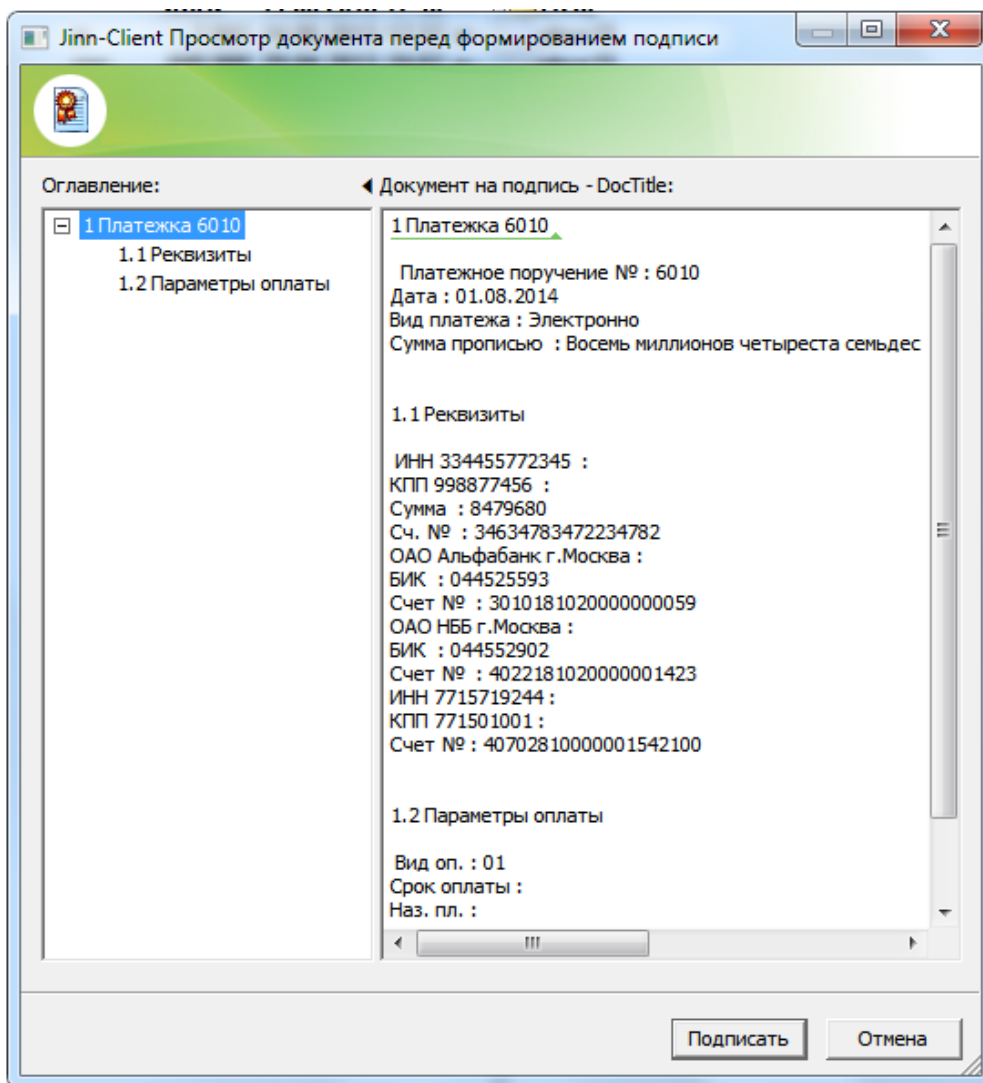 Jinn-Client Просмотр документа перед формированием подписи
Оглавление:
Документ на подпись - DocTitle:
1 Платежка 6010
1.1 Реквизиты
1.2 Параметры оплаты
1 Платежка 6010
Платежное поручение № : 6010
Дата : 01.08.2014
Вид платежа : Электронно
Сумма прописью : Восемь миллионов четыреста семьдес
1.1 Реквизиты
ИНН 334455772345 :
КПП 998877456 :
Сумма : 8479680
Сч. № : 34634783472234782
ОАО Альфабанк г.Москва :
БИК : 044525593
Счет № : 3010181020000000059
ОАО НББ г.Москва :
БИК : 044552902
Счет № : 4022181020000001423
ИНН 7715719244 :
КПП 771501001 :
Счет № : 40702810000001542100
1.2 Параметры оплаты
Вид оп. : 01
Срок оплаты :
Наз. пл. :
Подписать
Отмена